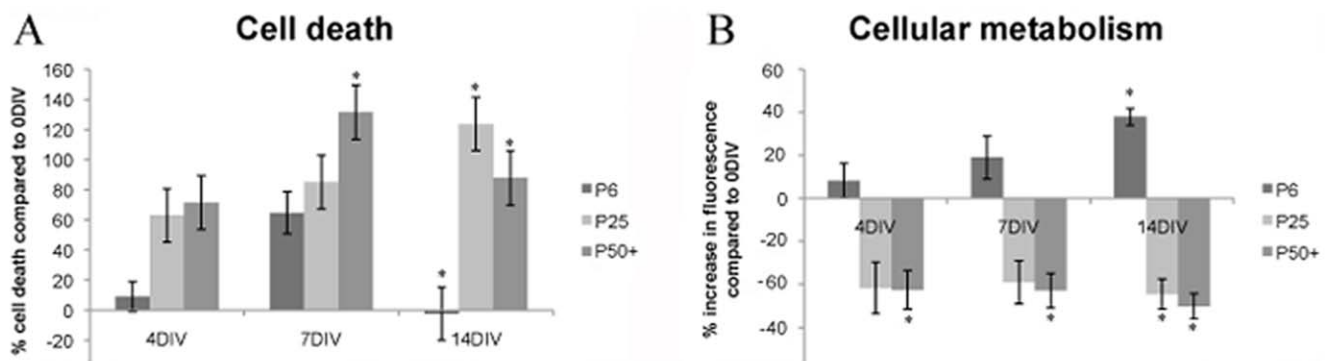 A
Cell death
% cell death compared to 0DIV
160
140
120
100
80
60
40
20
0
-20
*
*
*
*
4DIV
7DIV
14DIV
P6
P25
P50+
B
Cellular metabolism
% increase in fluorescence
compared to 0DIV
60
40
20
0
-20
-60
-40
*
*
*
*
*
4DIV
7DIV
14DIV
P6
P25
P50+